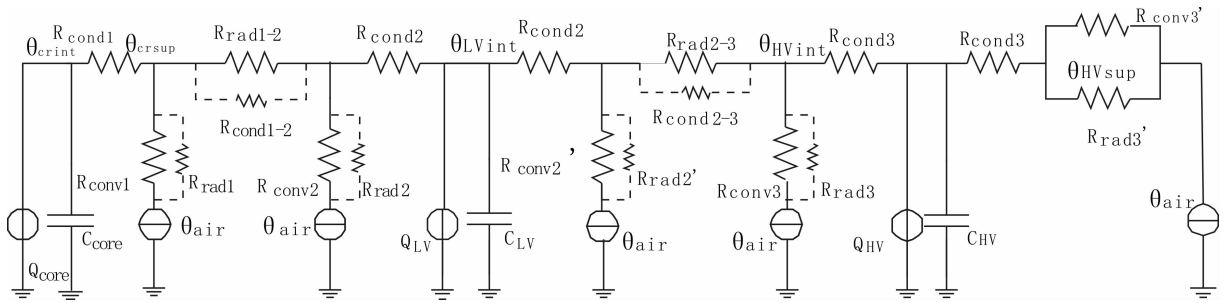 θcrint
Rcond1
θcrsup
Rrad1-2
Rcond2
θLVint
Rcond2
Rrad2-3
θHVint
Rcond3
Rcond3
Rconv3'
θHVsup
Rcond1-2
Rcond2-3
Rrad3'
Rconv1
Rrad1
Rconv2
Rrad2
Rconv2'
Rrad2'
Rconv3
Rrad3
θair
Ccore
θair
θair
QLV
CLV
θair
θair
QHV
CHV
Qcore